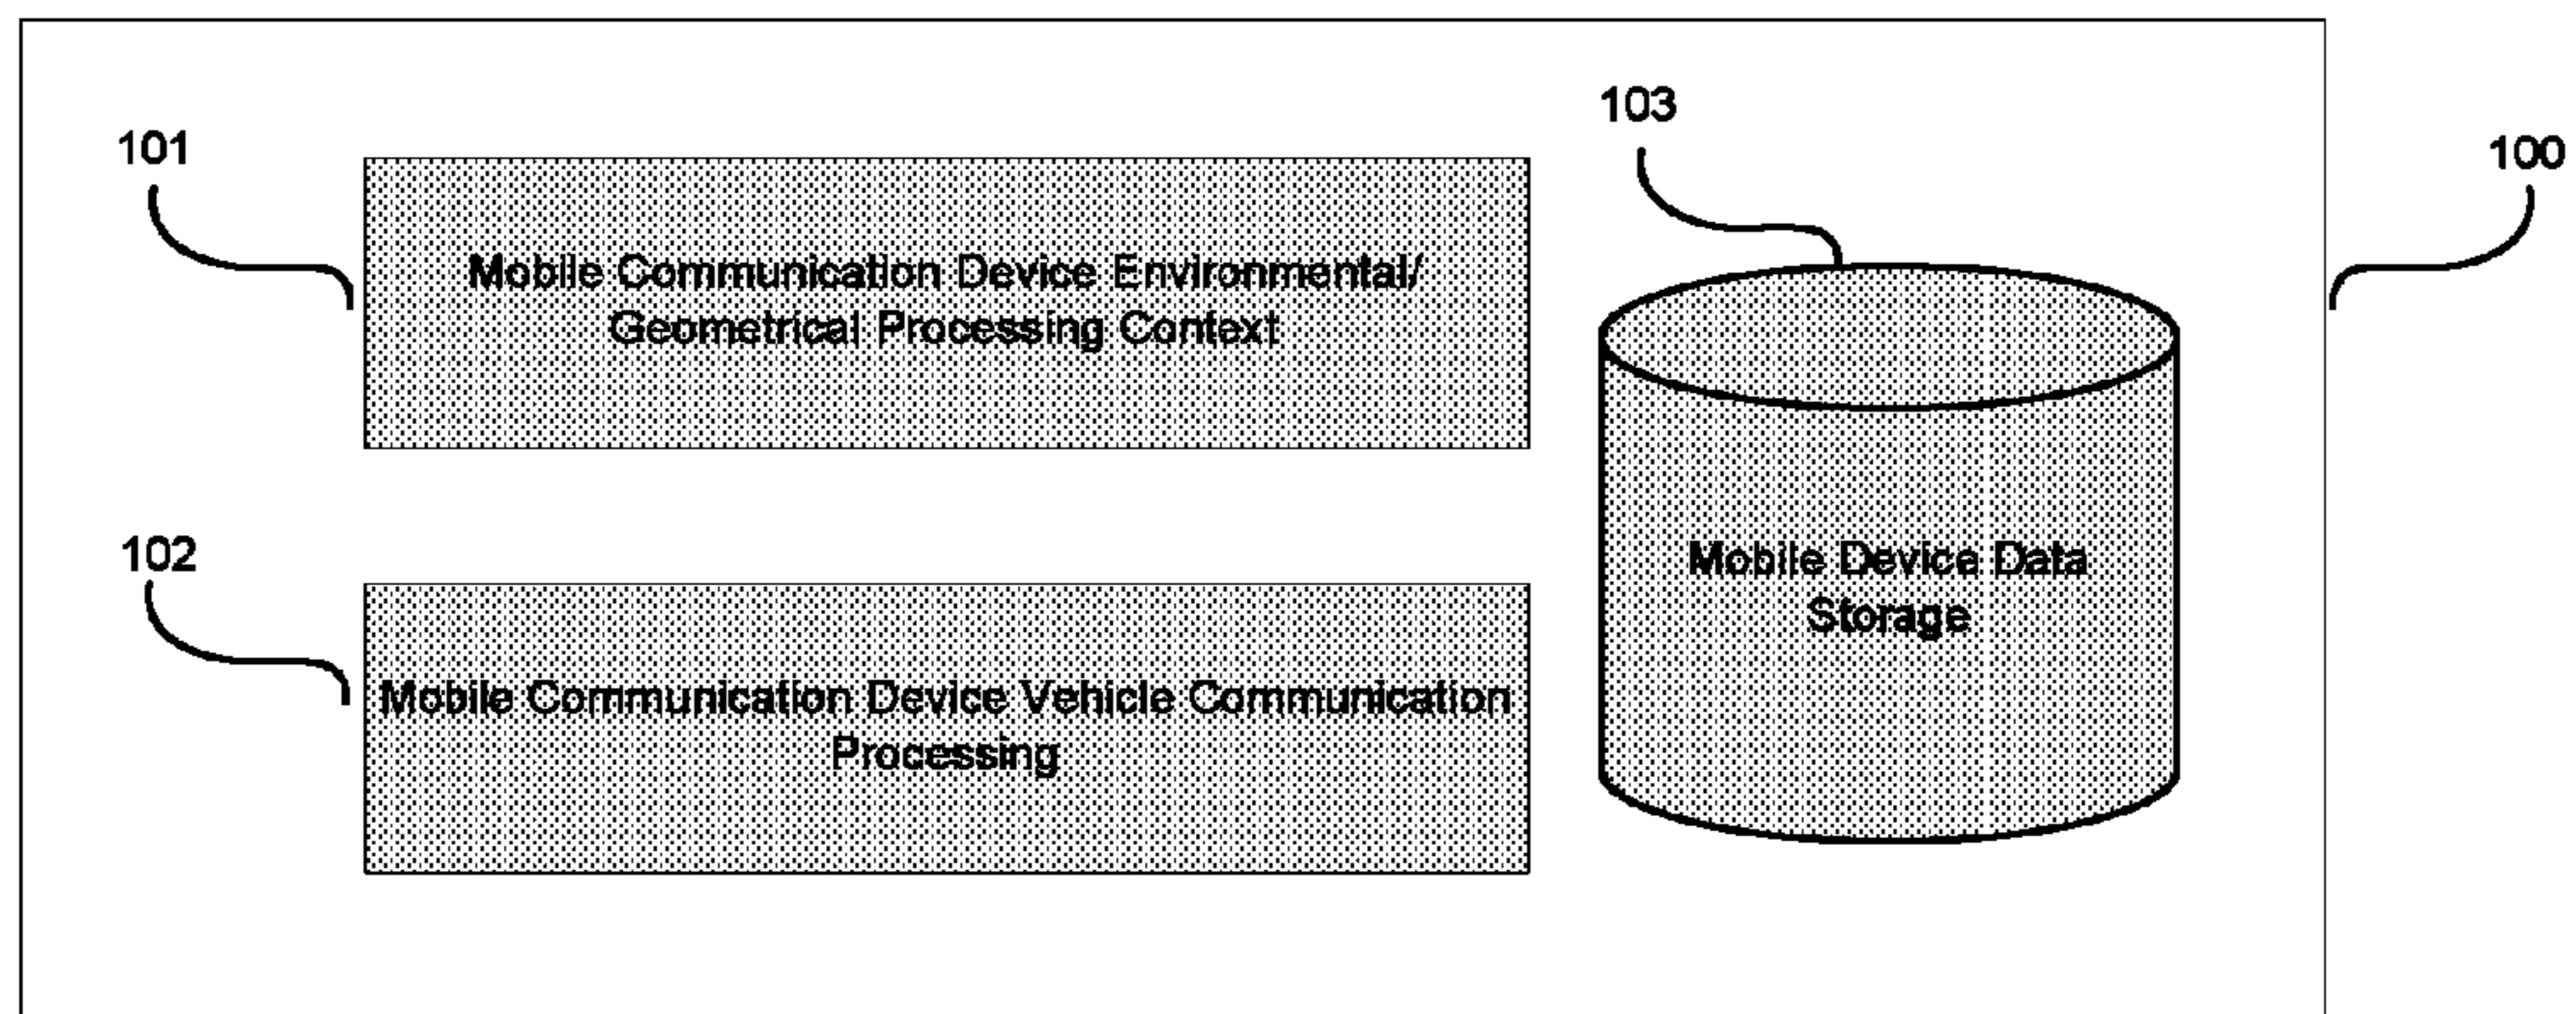 103
101
100
Mobile Communication Device Environmental/
Geometrical Processing Context
102
Mobile Device Data
Storage
Mobile Communication Device Vehicle Communication
Processing